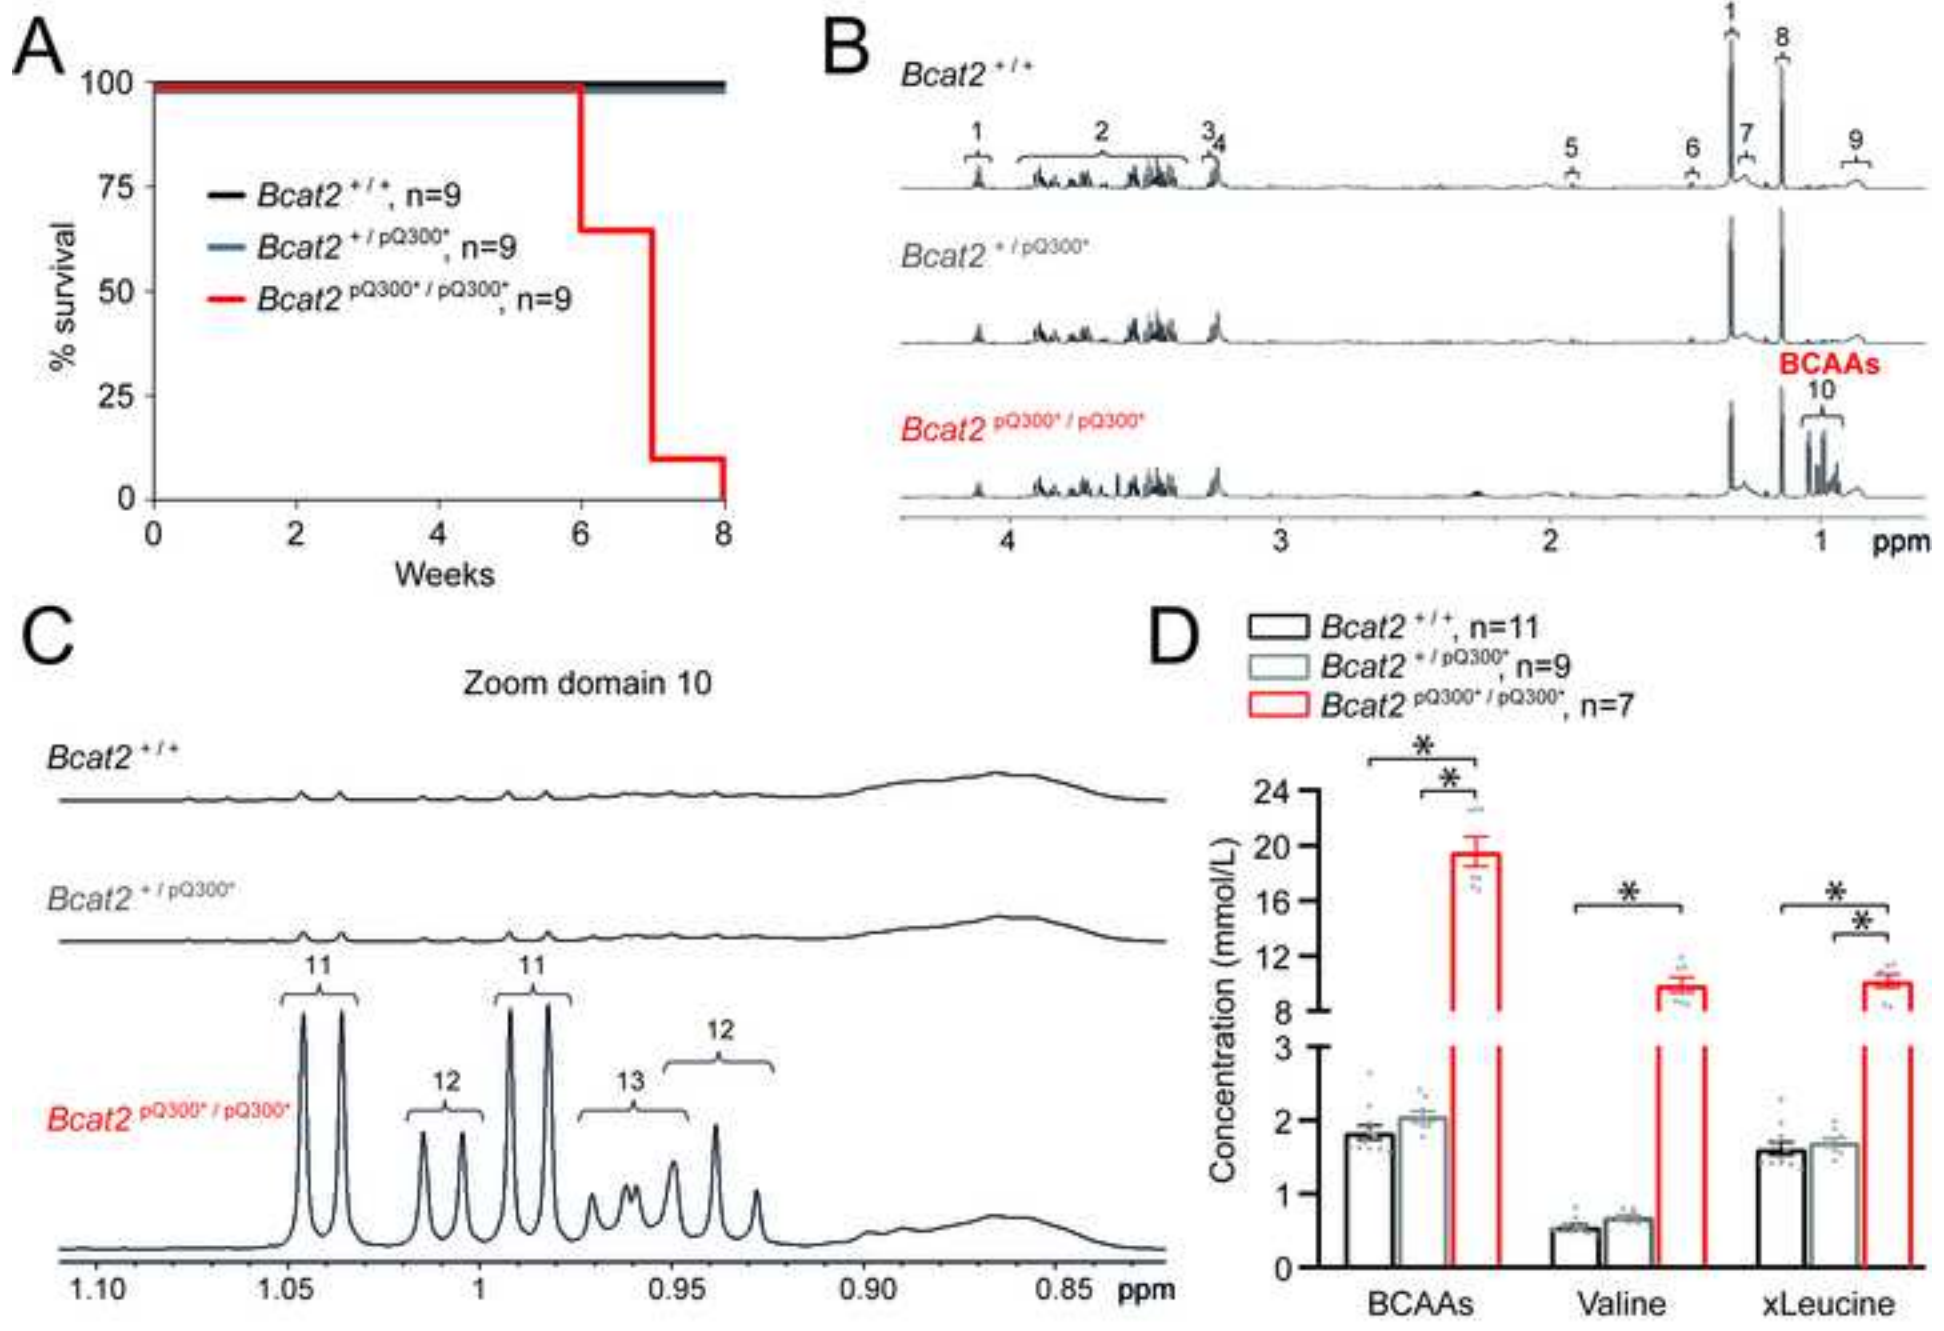 A
100
75
50
25
0
% survival
Bcat2 +/+, n=9
Bcat2 +/pQ300*, n=9
Bcat2 pQ300*/pQ300*, n=9
0 2 4 6 8
Weeks
B
Bcat2 +/+
1 2 3 4 5 6 1 7 8 9
Bcat2 +/pQ300*
BCAAs
10
Bcat2 pQ300*/pQ300*
4 3 2 1 ppm
C
Zoom domain 10
Bcat2 +/+
Bcat2 +/pQ300*
11 11
12 13 12
Bcat2 pQ300*/pQ300*
1.10 1.05 1 0.95 0.90 0.85 ppm
D
Bcat2 +/+, n=11
Bcat2 +/pQ300*, n=9
Bcat2 pQ300*/pQ300*, n=7
Concentration (mmol/L)
24
20
16
12
8
3
2
1
0
* * * * *
BCAAs Valine xLeucine